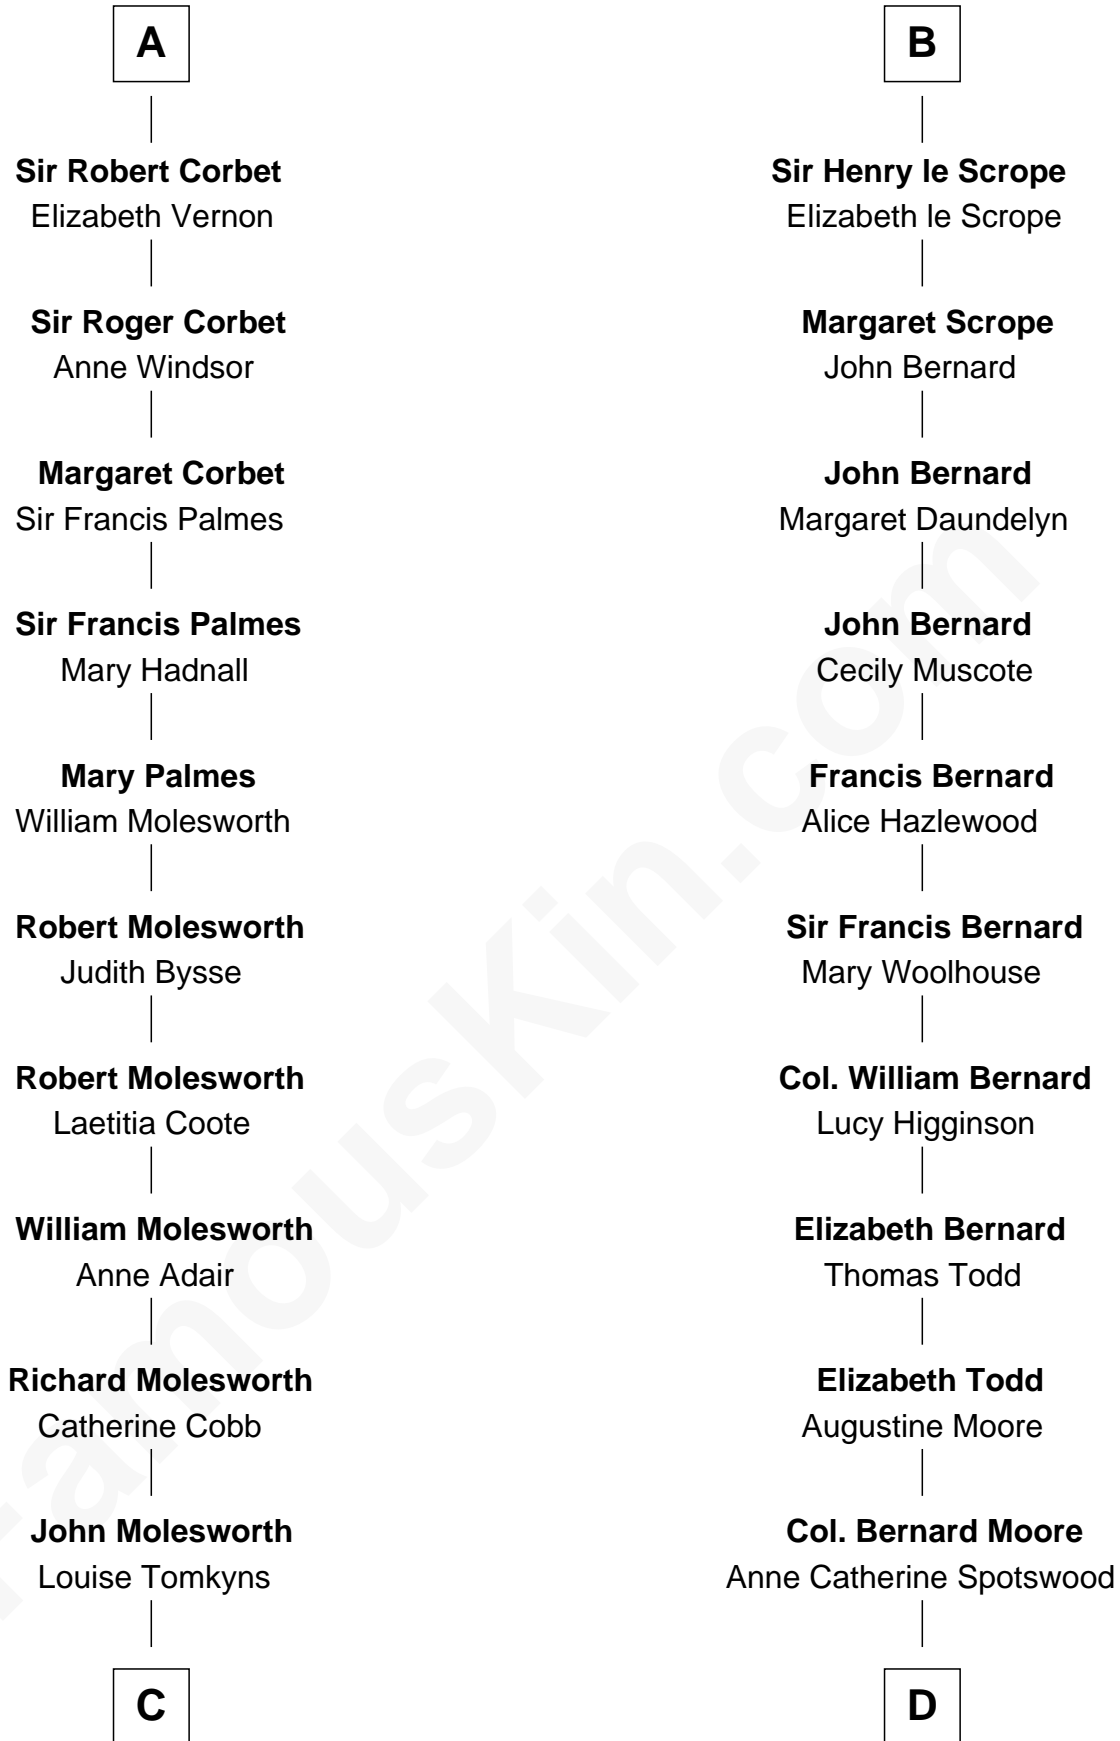 A
Sir Robert Corbet
Elizabeth Vernon
Sir Roger Corbet
Anne Windsor
Margaret Corbet
Sir Francis Palmes
Sir Francis Palmes
Mary Hadnall
Mary Palmes
William Molesworth
Robert Molesworth
Judith Bysse
Robert Molesworth
Laetitia Coote
William Molesworth
Anne Adair
Richard Molesworth
Catherine Cobb
John Molesworth
Louise Tomkyns
C
B
Sir Henry le Scrope
Elizabeth le Scrope
Margaret Scrope
John Bernard
John Bernard
Margaret Daundelyn
John Bernard
Cecily Muscote
Francis Bernard
Alice Hazlewood
Sir Francis Bernard
Mary Woolhouse
Col. William Bernard
Lucy Higginson
Elizabeth Bernard
Thomas Todd
Elizabeth Todd
Augustine Moore
Col. Bernard Moore
Anne Catherine Spotswood
D
FamousKin.com